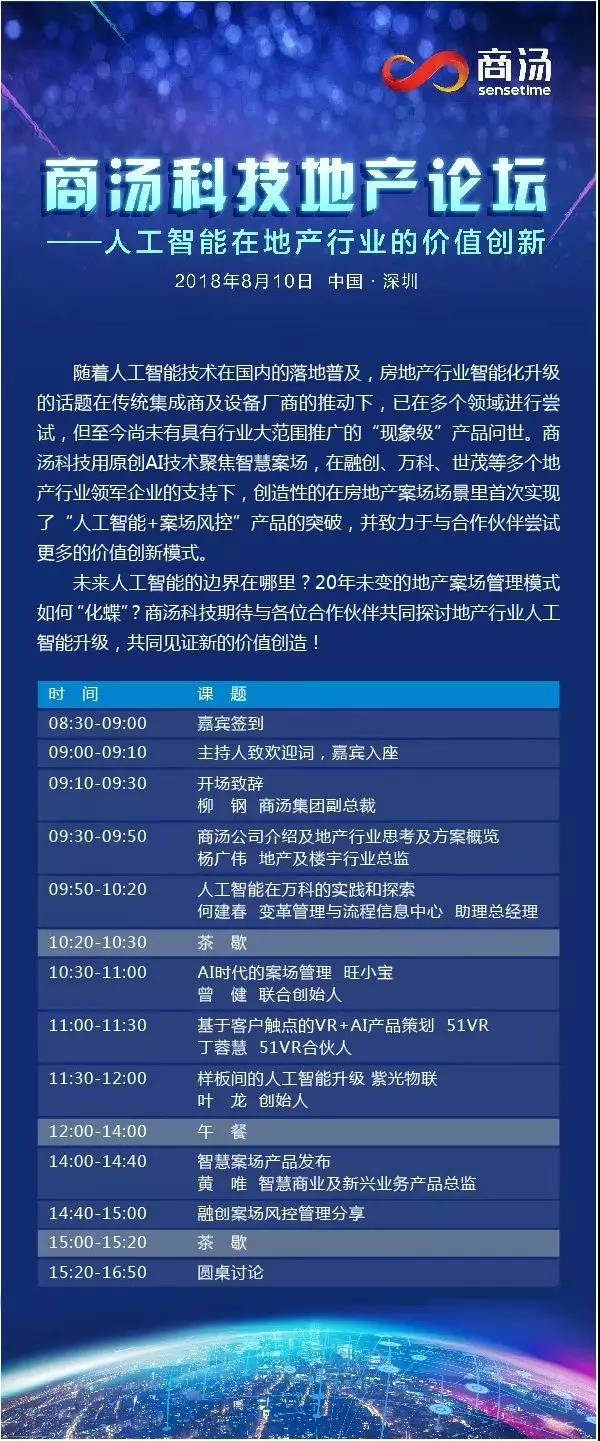 商汤
sensetime
商汤科技地产论坛
——人工智能在地产行业的价值创新
2018年8月10日 中国·深圳
随着人工智能技术在国内的落地普及，房地产行业智能化升级
的话题在传统集成商及设备厂商的推动下，已在多个领域进行尝
试，但至今尚未有具有行业大范围推广的“现象级”产品问世。商
汤科技用原创AI技术聚焦智慧案场，在融创、万科、世茂等多个地
产行业领军企业的支持下，创造性的在房地产案场场景里首次实现
了“人工智能+案场风控”产品的突破，并致力于与合作伙伴尝试
更多的价值创新模式。
未来人工智能的边界在哪里？20年未变的地产案场管理模式
如何“化蝶”？商汤科技期待与各位合作伙伴共同探讨地产行业人工
智能升级，共同见证新的价值创造！
时 间 课 题
08:30-09:00 嘉宾签到
09:00-09:10 主持人致欢迎词，嘉宾入座
09:10-09:30 开场致辞
柳 钢 商汤集团副总裁
09:30-09:50 商汤公司介绍及地产行业思考及方案概览
杨广伟 地产及楼宇行业总监
09:50-10:20 人工智能在万科的实践和探索
何建春 变革管理与流程信息中心 助理总经理
10:20-10:30 茶 歇
10:30-11:00 AI时代的案场管理 旺小宝
曾 健 联合创始人
11:00-11:30 基于客户触点的VR+AI产品策划 51VR
丁蓉慧 51VR合伙人
11:30-12:00 样板间的人工智能升级 紫光物联
叶 龙 创始人
12:00-14:00 午 餐
14:00-14:40 智慧案场产品发布
黄 唯 智慧商业及新兴业务产品总监
14:40-15:00 融创案场风控管理分享
15:00-15:20 茶 歇
15:20-16:50 圆桌讨论